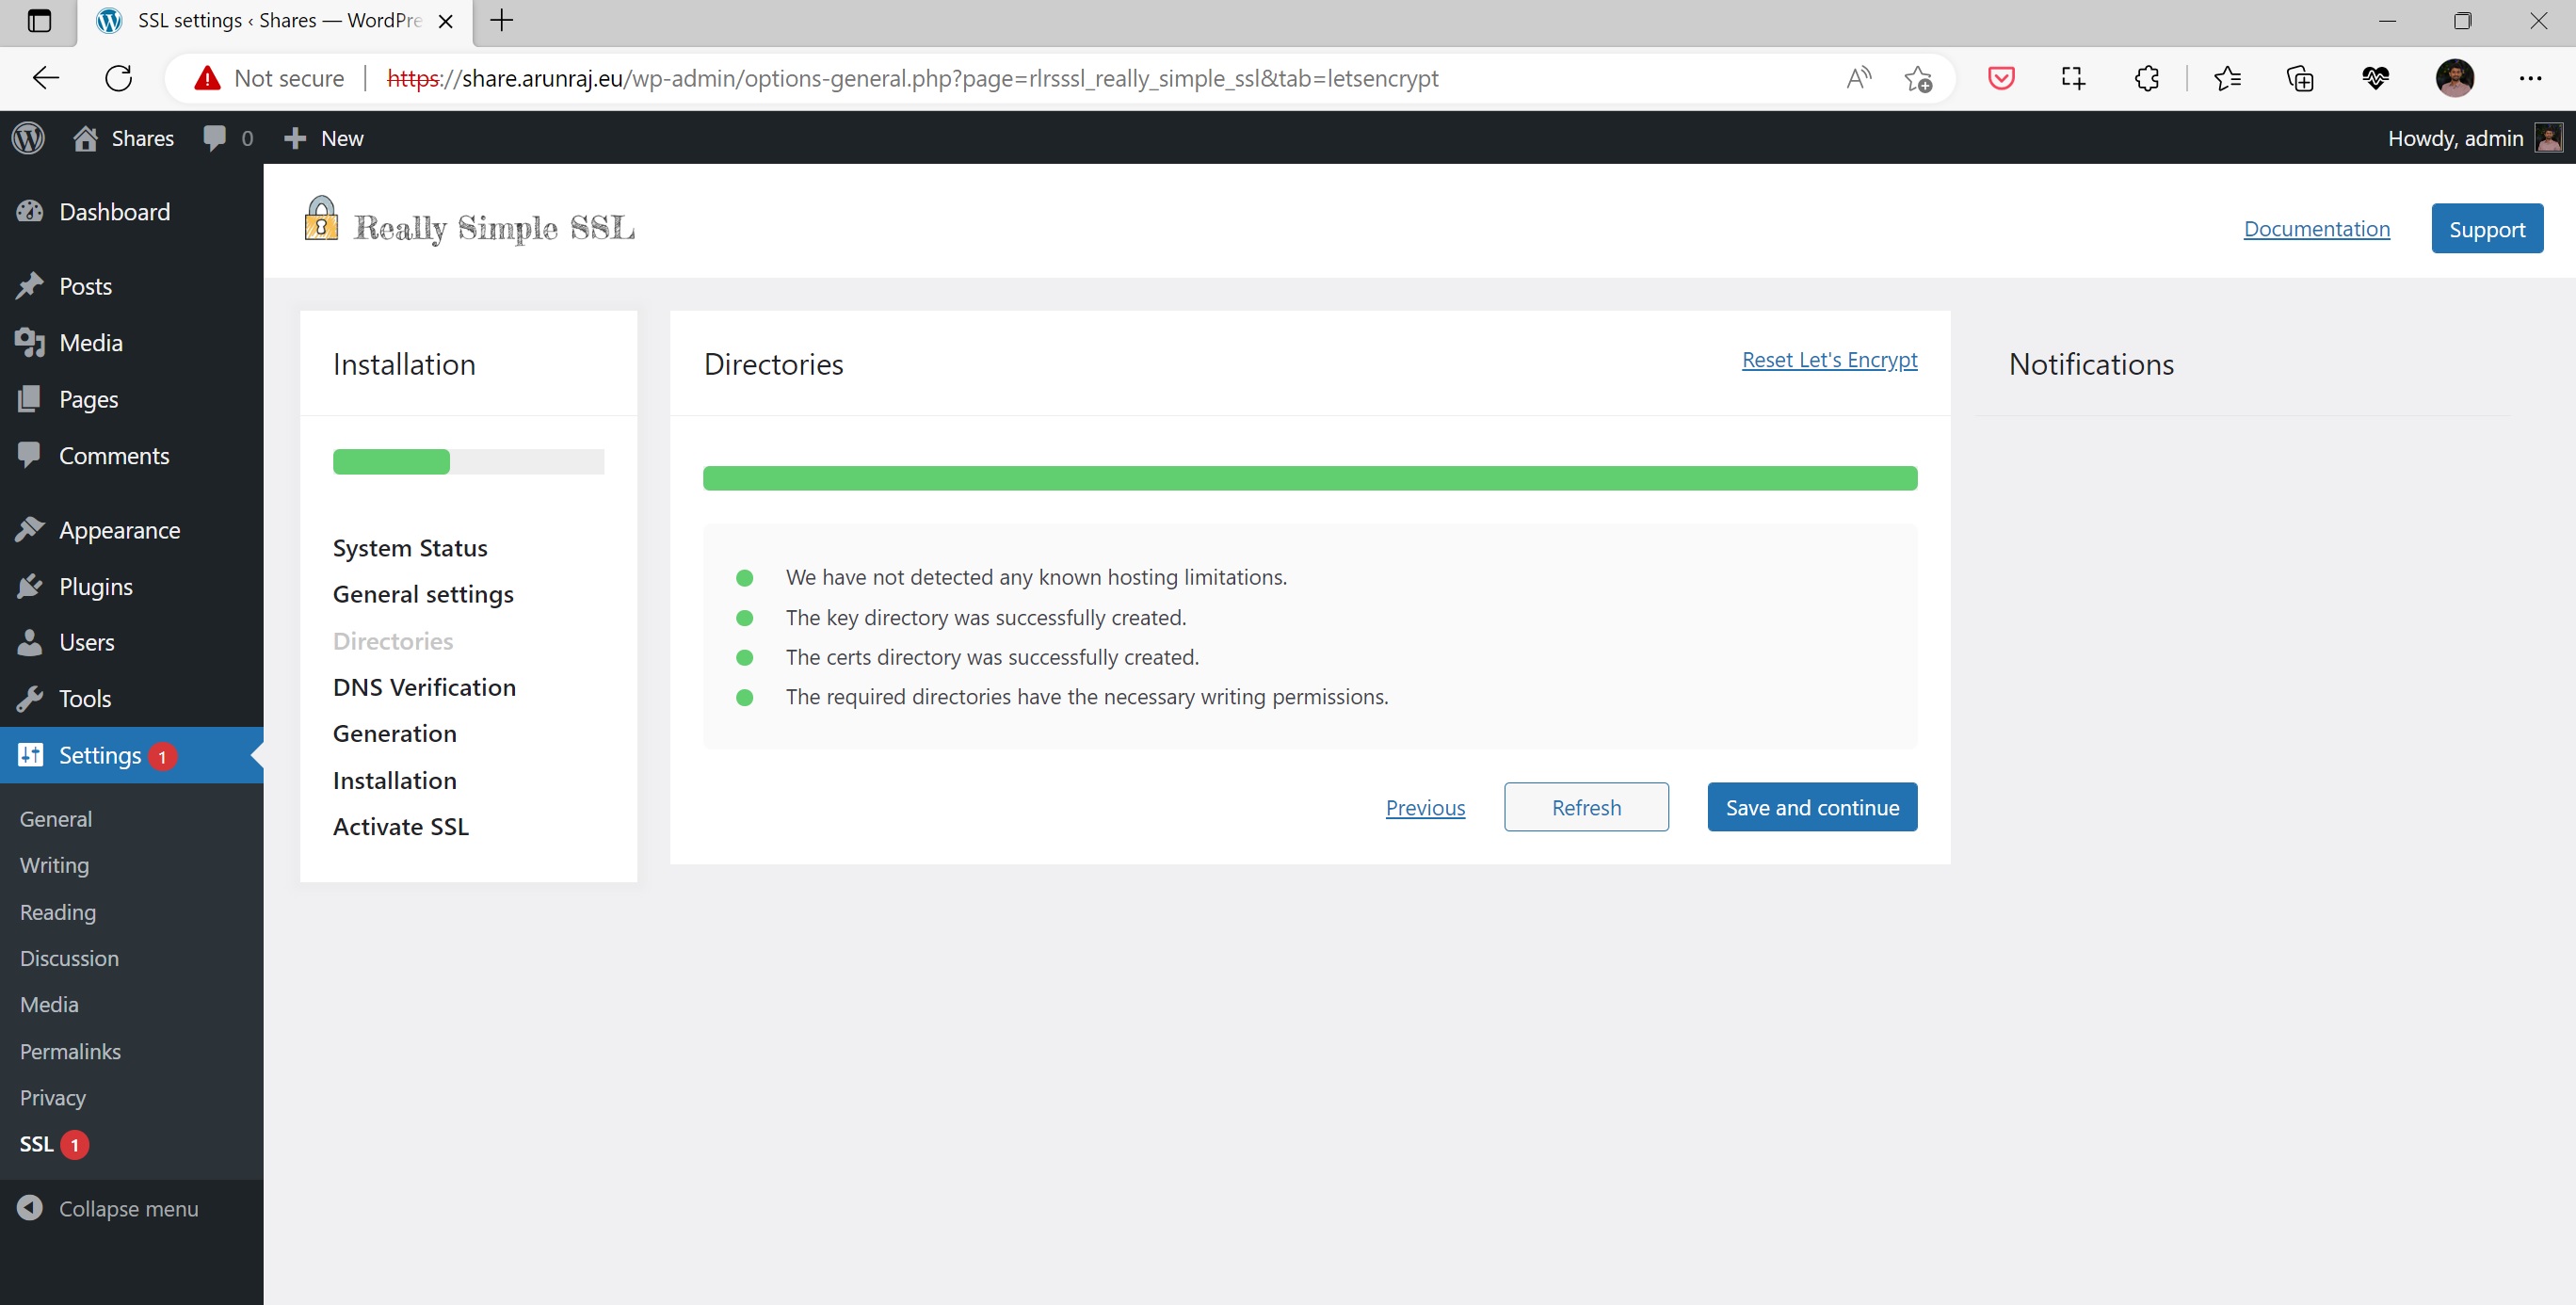 SSL settings ‹ Shares — WordPre
Not secure | https://share.arunraj.eu/wp-admin/options-general.php?page=rlrsssl_really_simple_ssl&tab=letsencrypt
Shares 0 New
Howdy, admin
Dashboard
Posts
Media
Pages
Comments
Appearance
Plugins
Users
Tools
Settings 1
General
Writing
Reading
Discussion
Media
Permalinks
Privacy
SSL 1
Collapse menu
Really Simple SSL
Documentation
Support
Installation
System Status
General settings
Directories
DNS Verification
Generation
Installation
Activate SSL
Directories
Reset Let's Encrypt
We have not detected any known hosting limitations.
The key directory was successfully created.
The certs directory was successfully created.
The required directories have the necessary writing permissions.
Previous
Refresh
Save and continue
Notifications